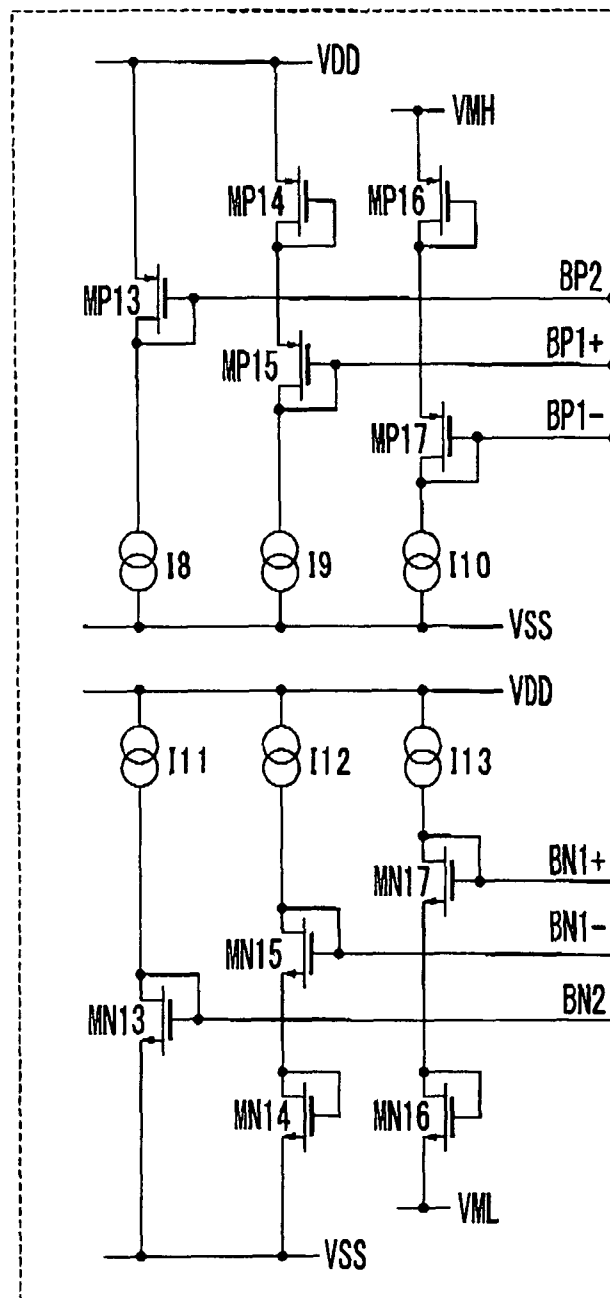 VDD
VMH
MP14
MP16
BP2
MP13
BP1+
MP15
BP1-
MP17
I8
I9
I10
VSS
VDD
I11
I12
I13
BN1+
MN17
BN1-
MN15
BN2
MN13
MN14
MN16
VML
VSS